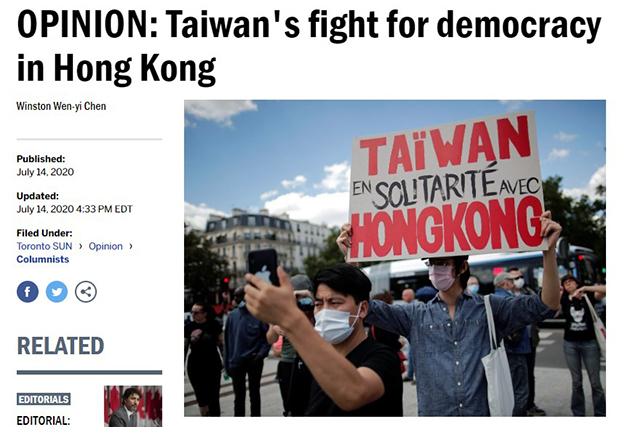 OPINION: Taiwan's fight for democracy
in Hong Kong
Winston Wen-yi Chen
Published:
July 14, 2020
Updated:
July 14, 2020 4:33 PM EDT
Filed Under:
Toronto SUN › Opinion ›
Columnists
RELATED
EDITORIALS
EDITORIAL:
TAÏWAN
EN SOLITARITÉ AVEC
HONGKONG